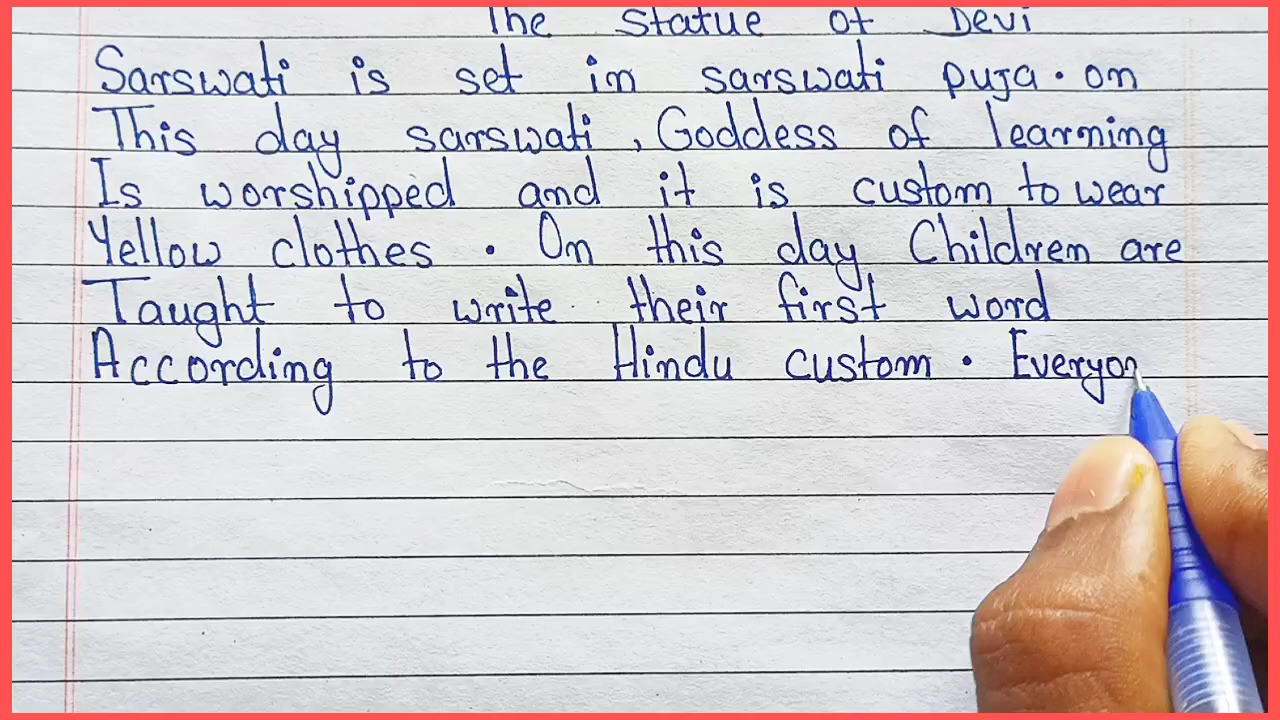 The statue of Devi
Sarswati is set in sarswati puja. on
This day sarswati, Goddess of learning
Is worshipped and it is custom to wear
Yellow clothes. On this day Children are
Taught to write their first word
According to the Hindu custom. Everyon